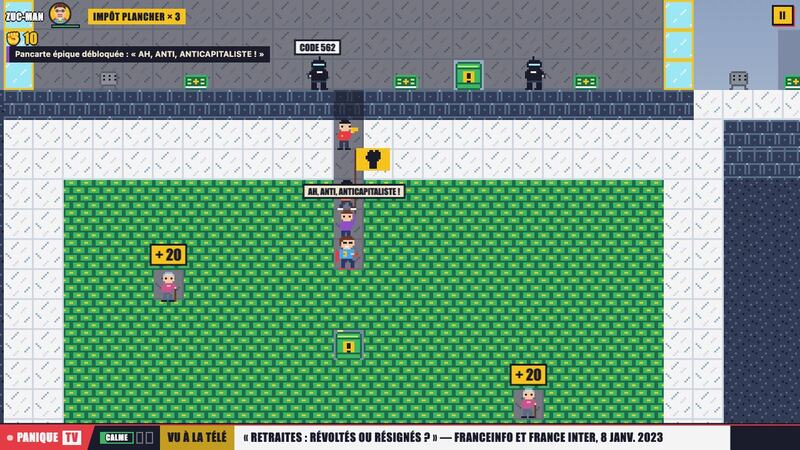 ZUC-MAN
IMPÔT PLANCHER × 3
10
Pancarte épique débloquée : « AH, ANTI, ANTICAPITALISTE ! »
CODE 562
AH, ANTI, ANTICAPITALISTE !
+ 20
+ 20
PANIQUE TV
CALME
VU À LA TÉLÉ
« RETRAITES : RÉVOLTÉS OU RÉSIGNÉS ? » — FRANCEINFO ET FRANCE INTER, 8 JANV. 2023